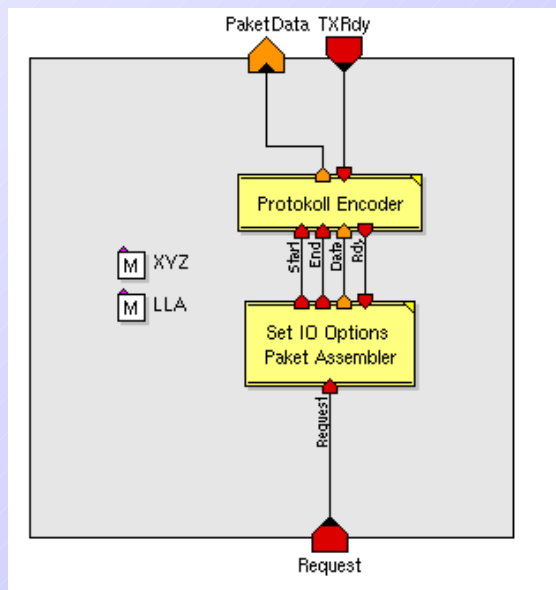 PaketData TXRdy
Protokoll Encoder
Start
End
Data
Rdy
M XYZ
M LLA
Set IO Options
Paket Assembler
Request
Request